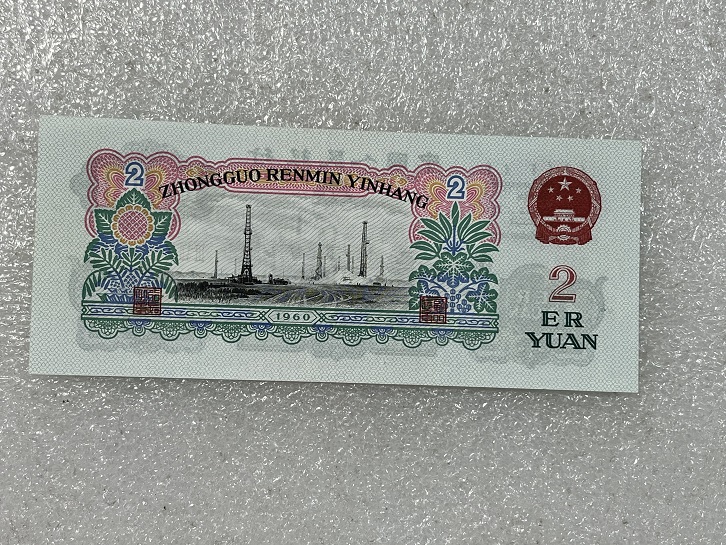 2
ZHONGGUO RENMIN YINHANG
2
1960
2
ER
YUAN